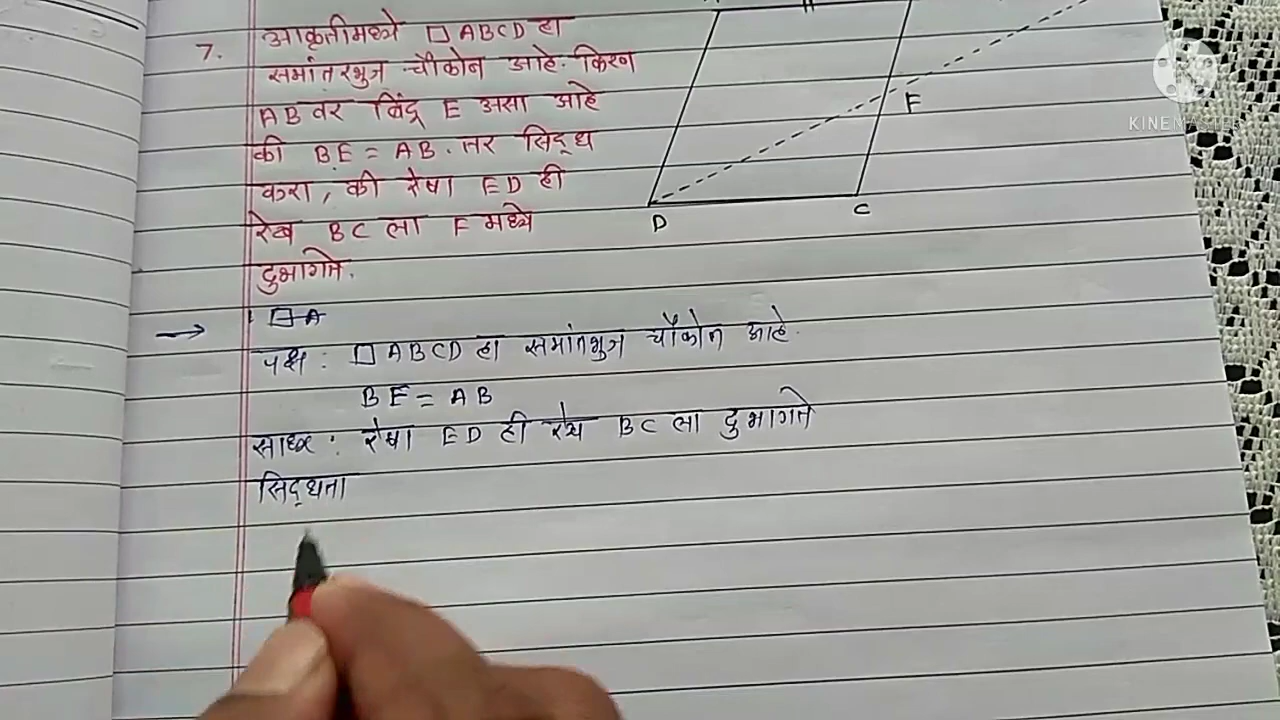 7. आकृतीमध्ये □ABCD हा
समांतरभुज चौकोन आहे. किरण
AB वर बिंदू E असा आहे
की BE = AB. तर सिद्ध
करा, की रेषा ED ही
रेख BC ला F मध्ये
दुभागते.
F
D
C
→ □A
पक्ष : □ABCD हा समांतभुज चौकोन आहे.
BE = AB
साध्य : रेषा ED ही रेख BC ला दुभागते
सिद्धता
KINEMASTER